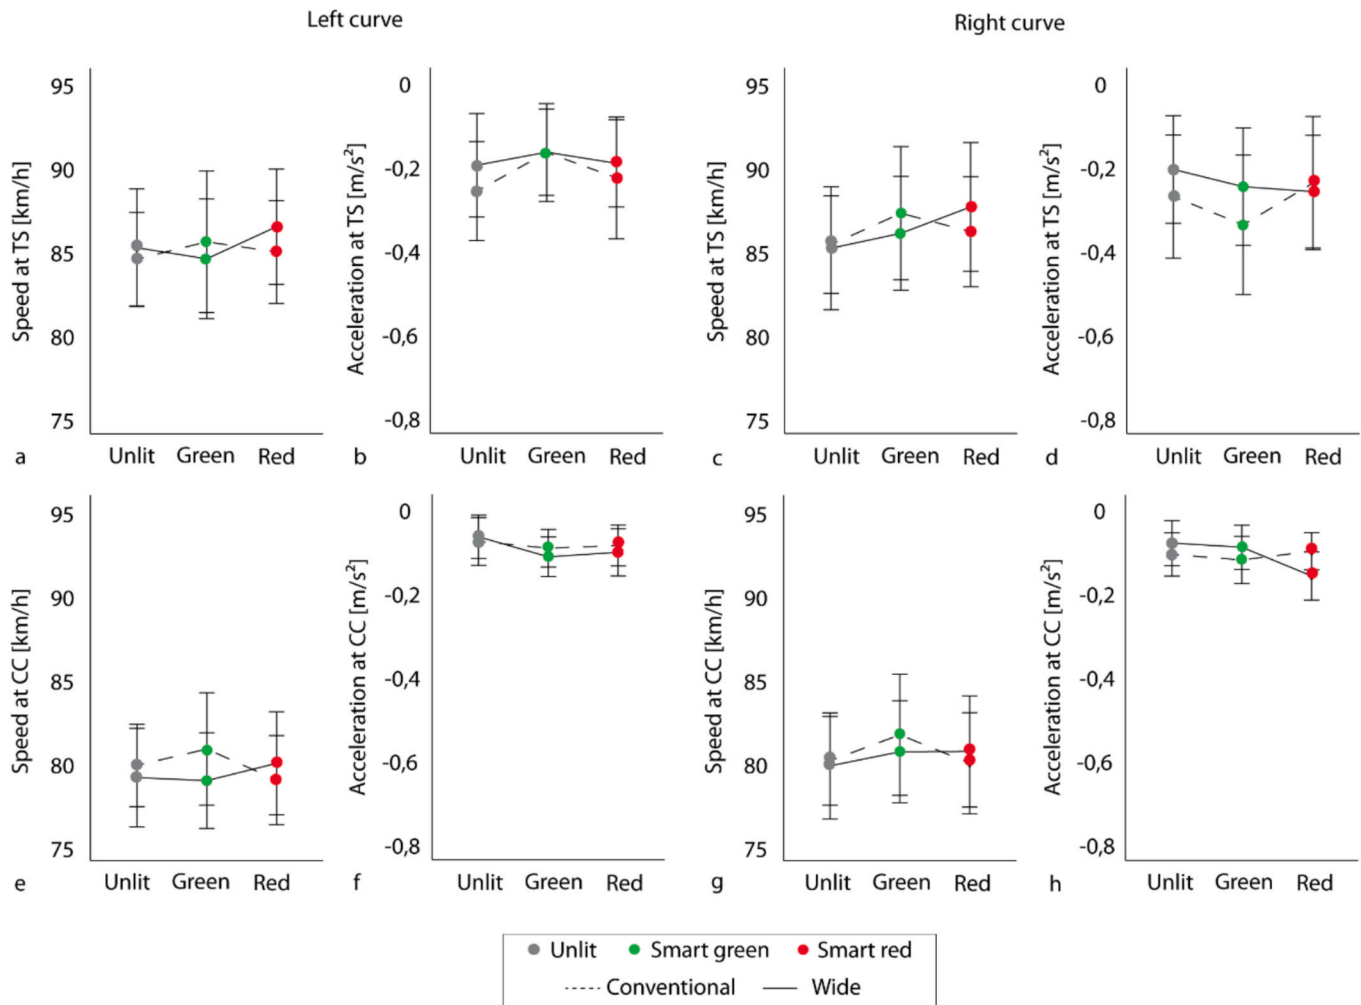 Left curve
Right curve
Speed at TS [km/h]
95
90
85
80
75
a
Unlit Green Red
Acceleration at TS [m/s²]
0
-0,2
-0,4
-0,6
-0,8
b
Unlit Green Red
Speed at TS [km/h]
95
90
85
80
75
c
Unlit Green Red
Acceleration at TS [m/s²]
0
-0,2
-0,4
-0,6
-0,8
d
Unlit Green Red
Speed at CC [km/h]
95
90
85
80
75
e
Unlit Green Red
Acceleration at CC [m/s²]
0
-0,2
-0,4
-0,6
-0,8
f
Unlit Green Red
Speed at CC [km/h]
95
90
85
80
75
g
Unlit Green Red
Acceleration at CC [m/s²]
0
-0,2
-0,4
-0,6
-0,8
h
Unlit Green Red
Unlit Smart green Smart red
Conventional Wide